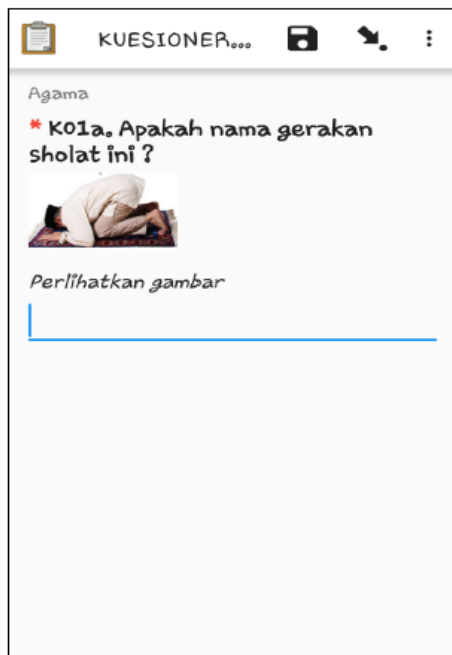 KUESIONER...
Agama
* K01a. Apakah nama gerakan
sholat ini ?
Perlihatkan gambar